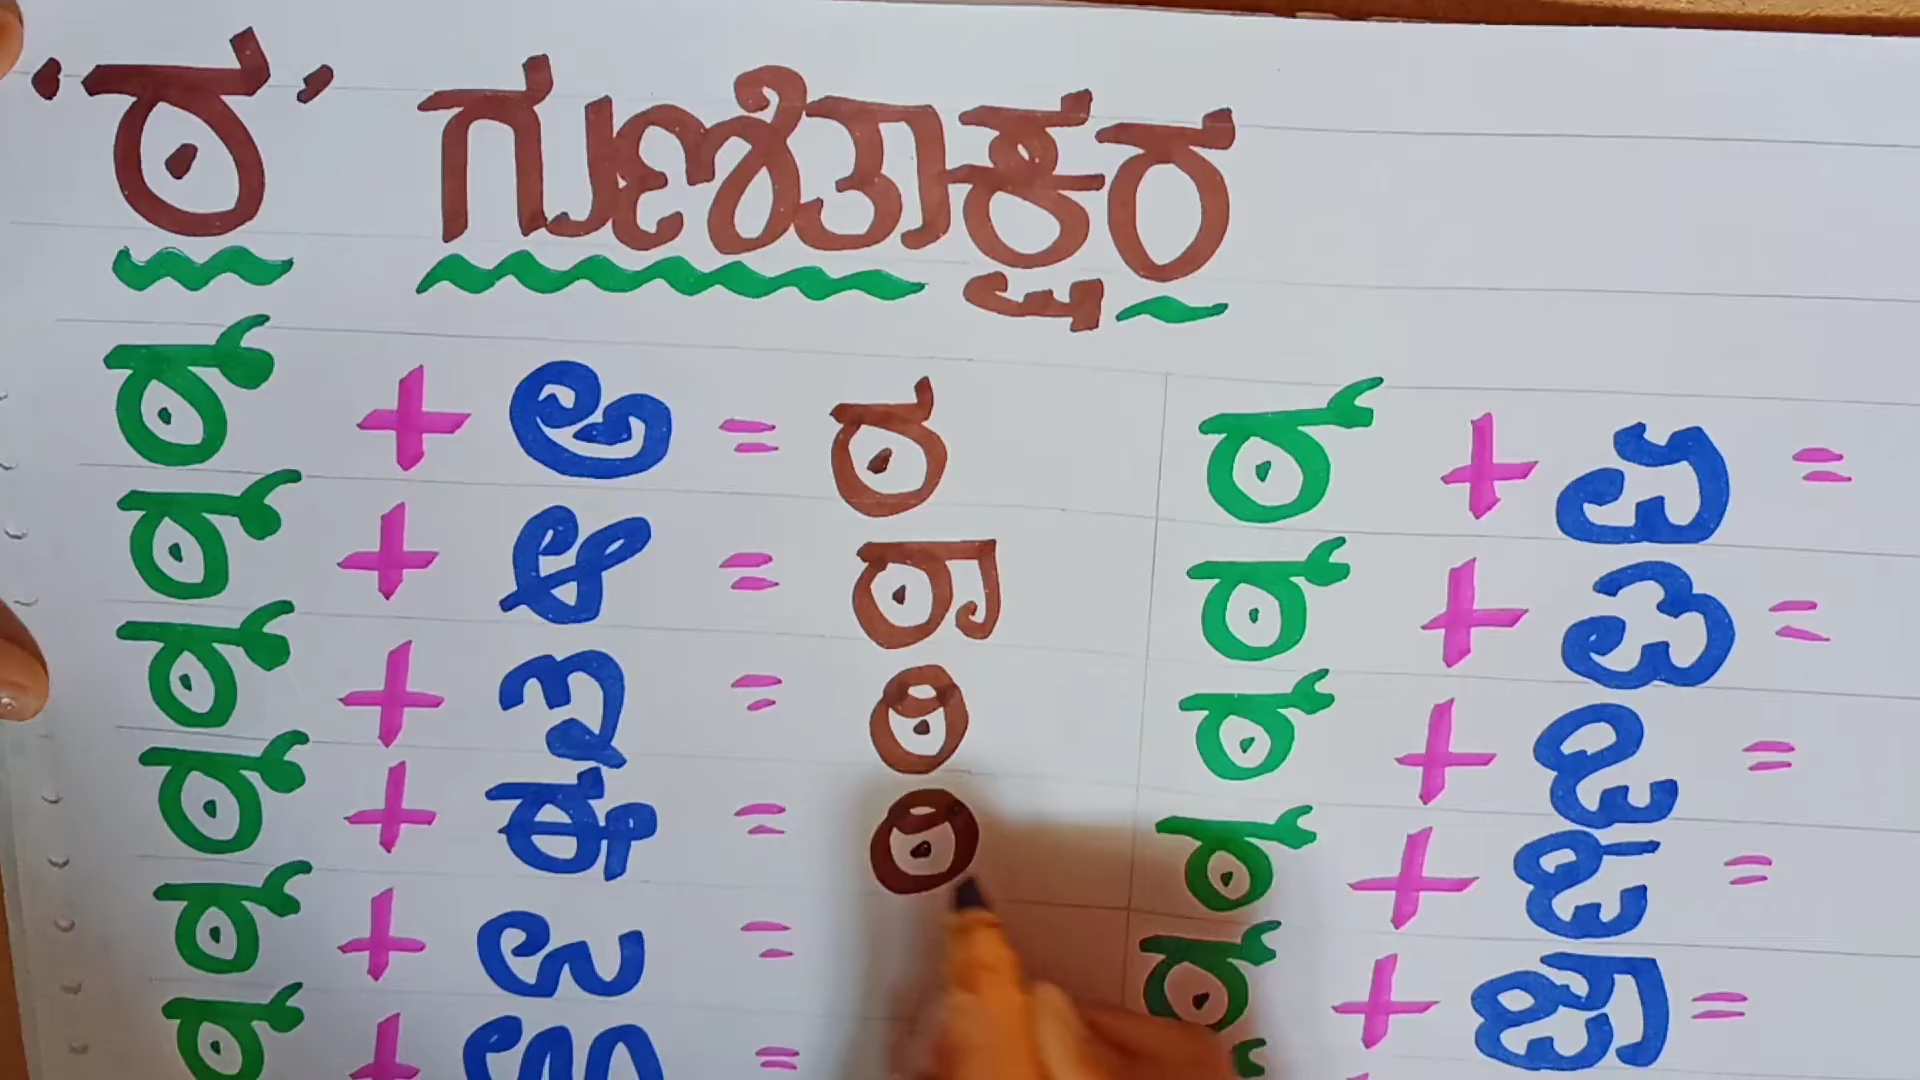 'ಠ' ಗುಣಿತಾಕ್ಷರ
ಠ್ + ಅ = ಠ
ಠ್ + ಆ = ಠಾ
ಠ್ + ಇ = ಠಿ
ಠ್ + ಈ = ಠಿ
ಠ್ + ಉ =
ಠ್ + ಊ =
ಠ್ + ಎ =
ಠ್ + ಏ =
ಠ್ + ಐ =
ಠ್ + ಒ =
ಠ್ + ಓ =
ಠ್ + ಔ =